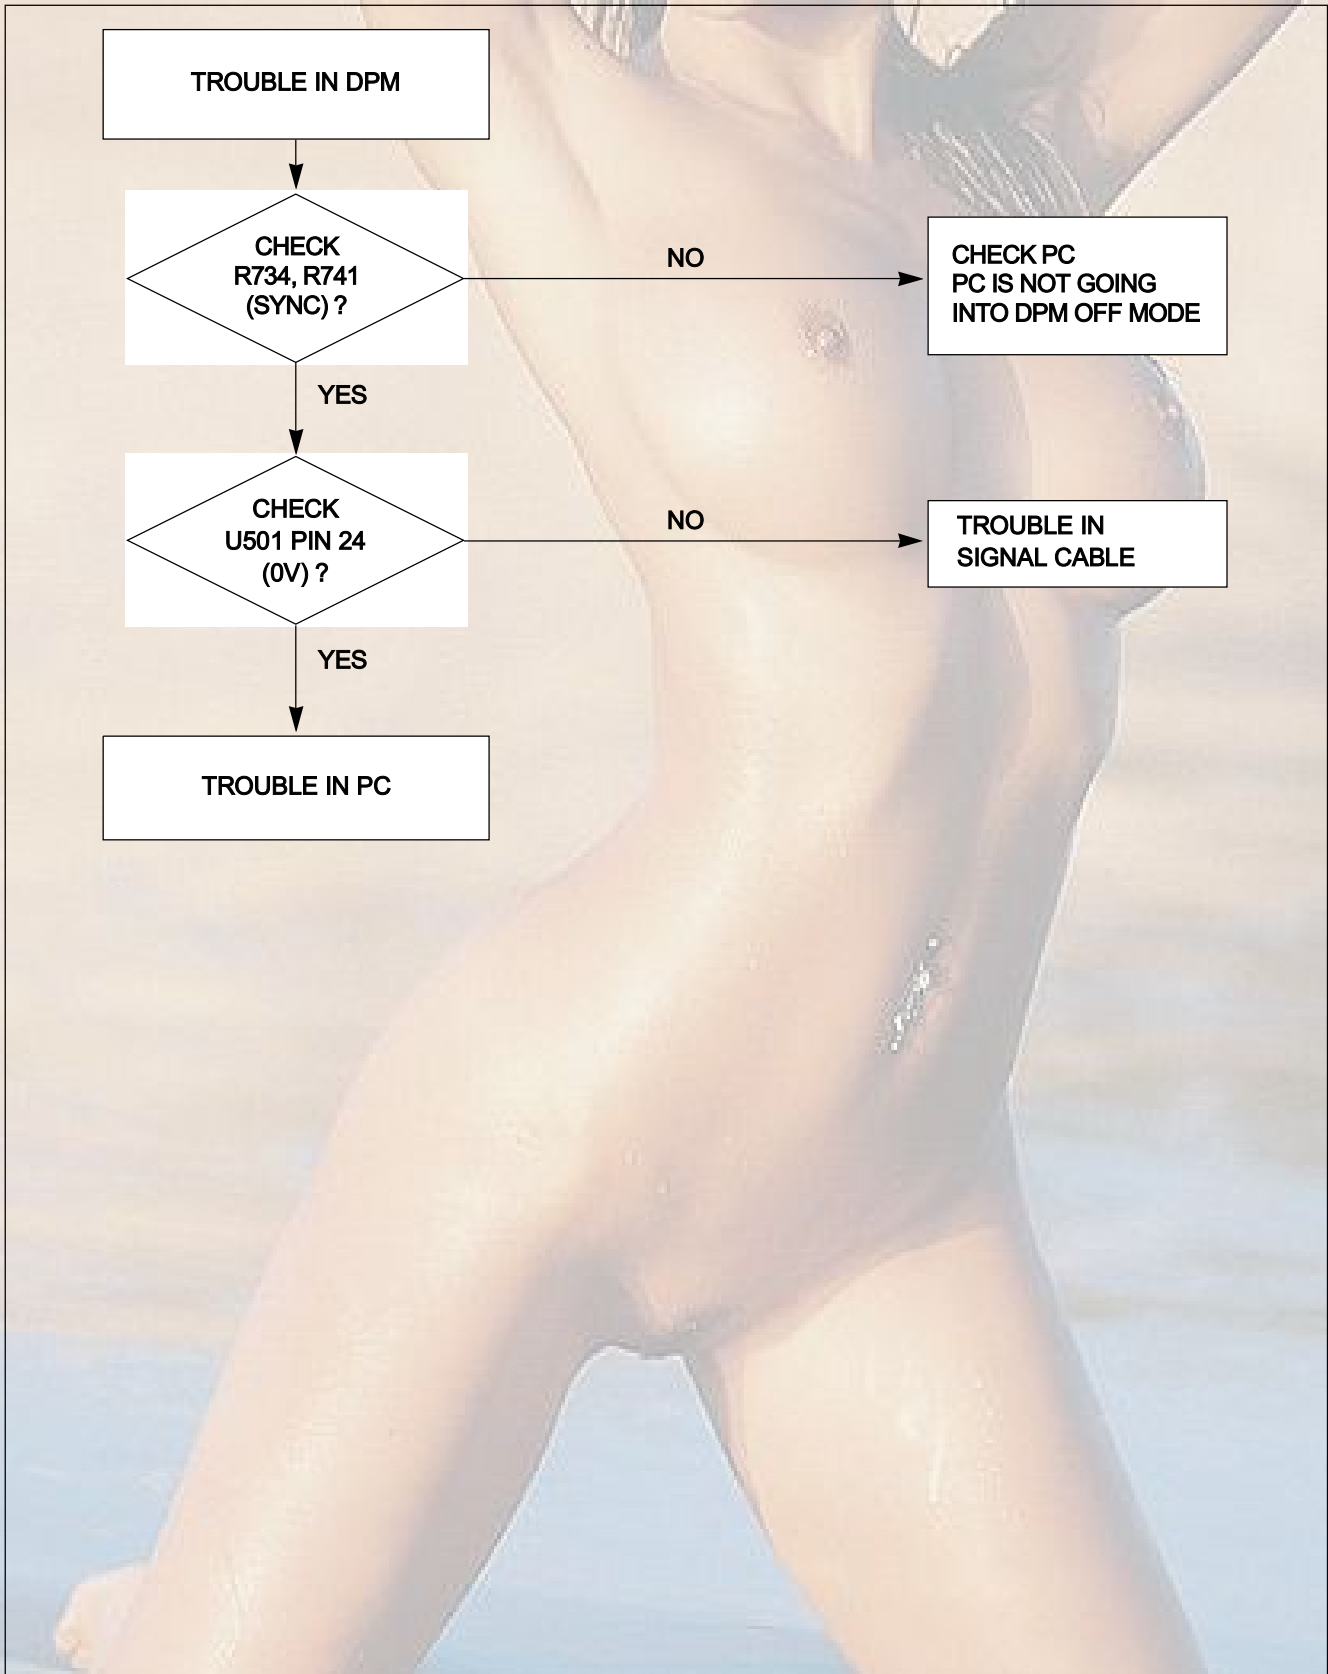 TROUBLE IN DPM
CHECK
R734, R741
(SYNC) ?
NO
CHECK PC
PC IS NOT GOING
INTO DPM OFF MODE
YES
CHECK
U501 PIN 24
(0V) ?
NO
TROUBLE IN
SIGNAL CABLE
YES
TROUBLE IN PC